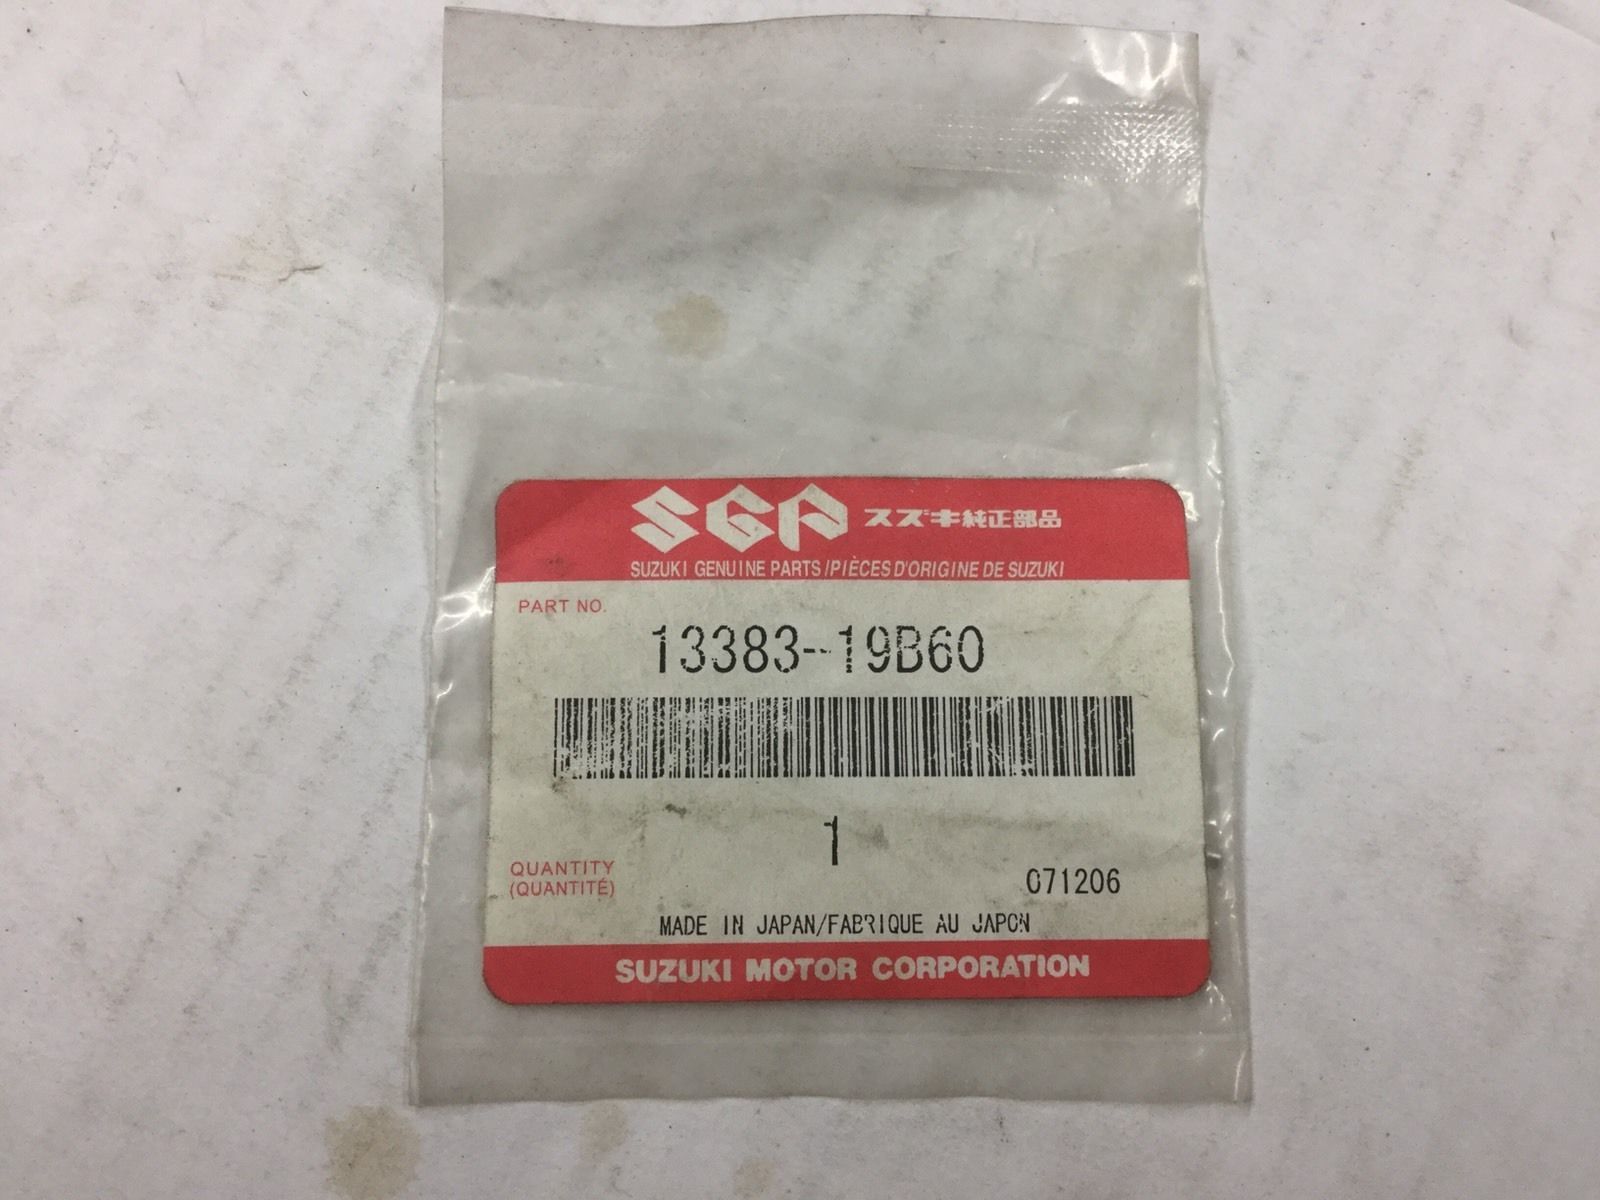 SGP スズキ純正部品
SUZUKI GENUINE PARTS/PIÈCES D'ORIGINE DE SUZUKI
PART NO.
13383-19B60
1
QUANTITY
(QUANTITÉ)
071206
MADE IN JAPAN/FABRIQUE AU JAPON
SUZUKI MOTOR CORPORATION